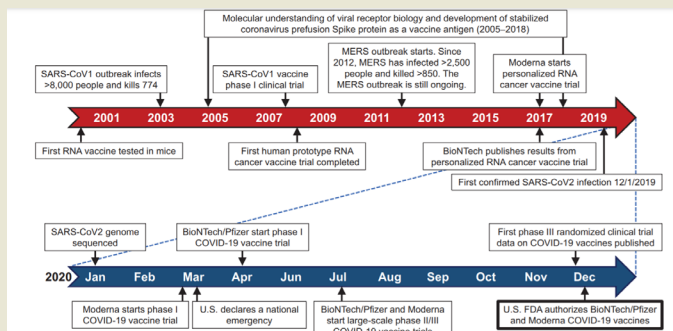 Molecular understanding of viral receptor biology and development of stabilized
coronavirus prefusion Spike protein as a vaccine antigen (2005–2018)
SARS-CoV1 outbreak infects
>8,000 people and kills 774
SARS-CoV1 vaccine
phase I clinical trial
MERS outbreak starts. Since
2012, MERS has infected >2,500
people and killed >850. The
MERS outbreak is still ongoing.
Moderna starts
personalized RNA
cancer vaccine trial
2001 2003 2005 2007 2009 2011 2013 2015 2017 2019
First RNA vaccine tested in mice
First human prototype RNA
cancer vaccine trial completed
BioNTech publishes results from
personalized RNA cancer vaccine trial
First confirmed SARS-CoV2 infection 12/1/2019
SARS-CoV2 genome
sequenced
BioNTech/Pfizer start phase I
COVID-19 vaccine trial
First phase III randomized clinical trial
data on COVID-19 vaccines published
2020 Jan Feb Mar Apr Jun Jul Aug Sep Oct Nov Dec
Moderna starts phase I
COVID-19 vaccine trial
U.S. declares a national
emergency
BioNTech/Pfizer and Moderna
start large-scale phase II/III
COVID-19 vaccine trials
U.S. FDA authorizes BioNTech/Pfizer
and Moderna COVID-19 vaccines